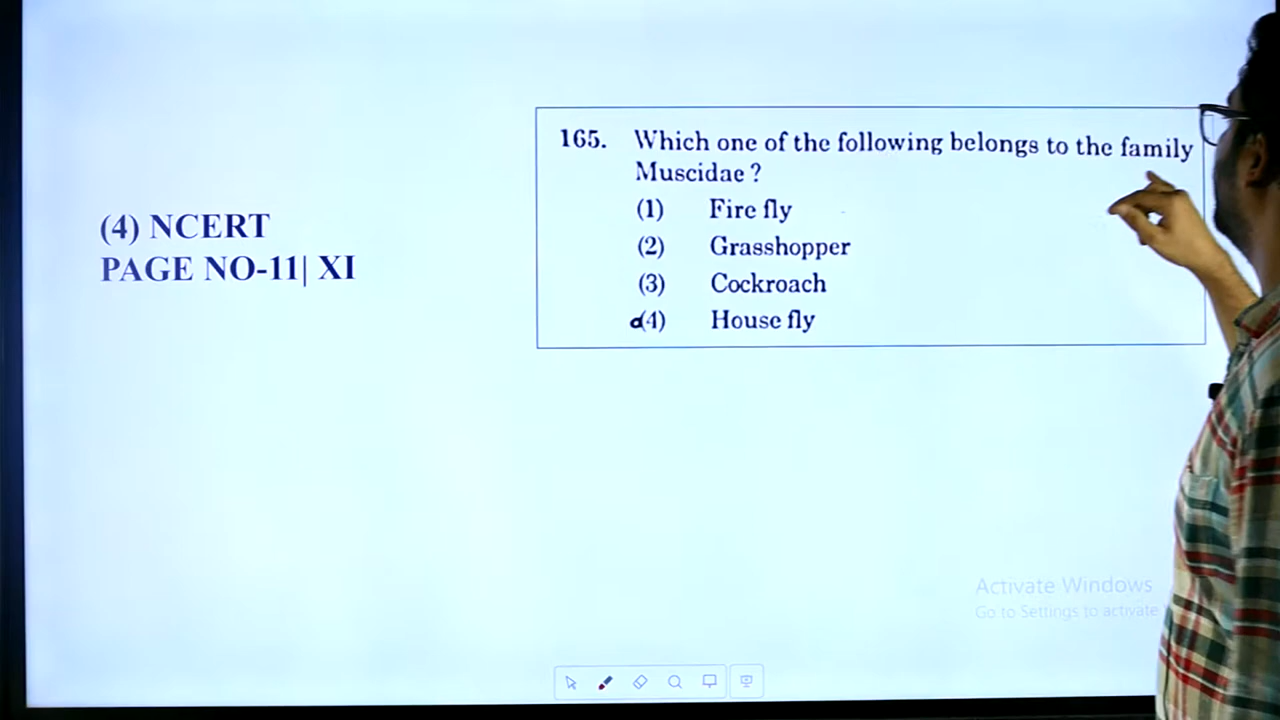 (4) NCERT
PAGE NO-11| XI
165. Which one of the following belongs to the family
Muscidae ?
(1) Fire fly
(2) Grasshopper
(3) Cockroach
(4) House fly
Activate Windows
Go to Settings to activate